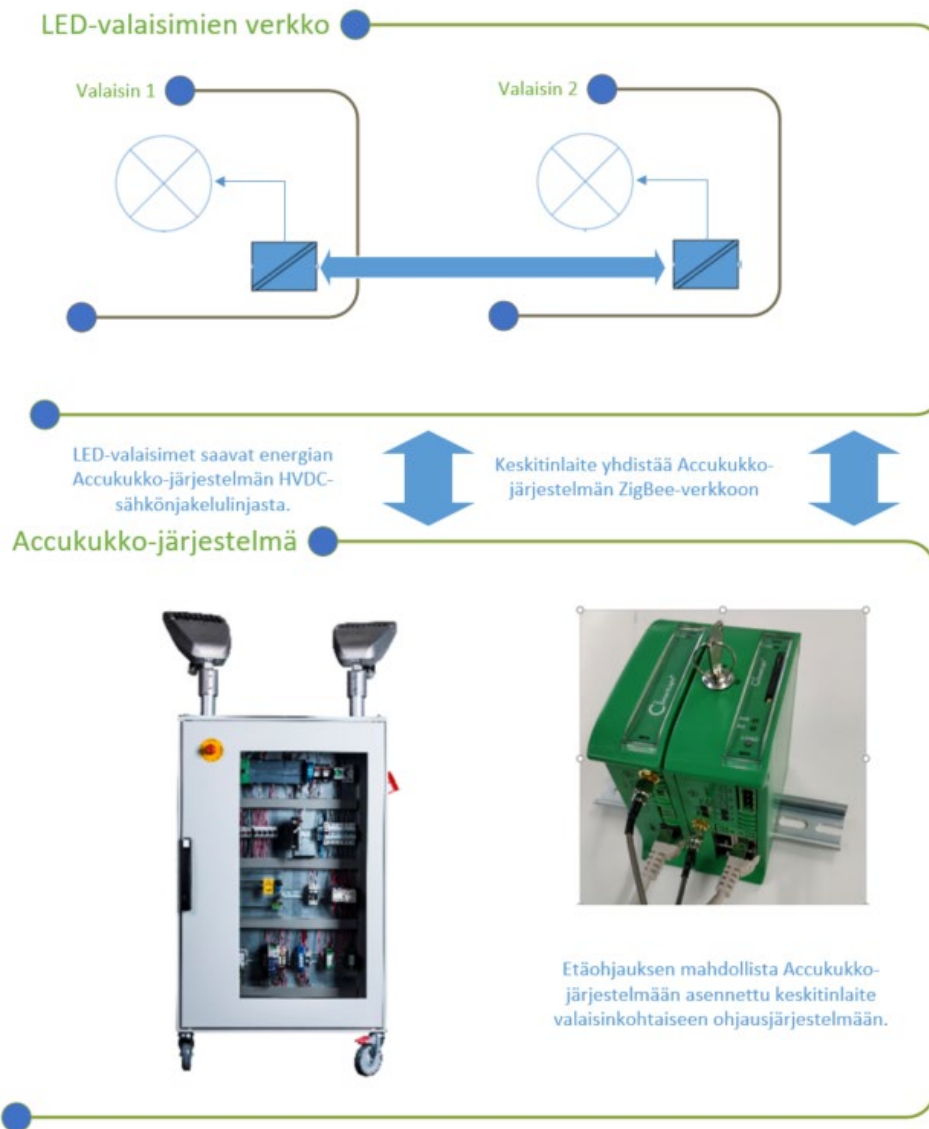 LED-valaisimien verkko
Valaisin 1
Valaisin 2
LED-valaisimet saavat energian
Accukukko-järjestelmän HVDC-
sähkönjakelulinjasta.
Keskitinlaite yhdistää Accukukko-
järjestelmän ZigBee-verkkoon
Accukukko-järjestelmä
Etäohjauksen mahdollista Accukukko-
järjestelmään asennettu keskitinlaite
valaisinkohtaiseen ohjausjärjestelmään.